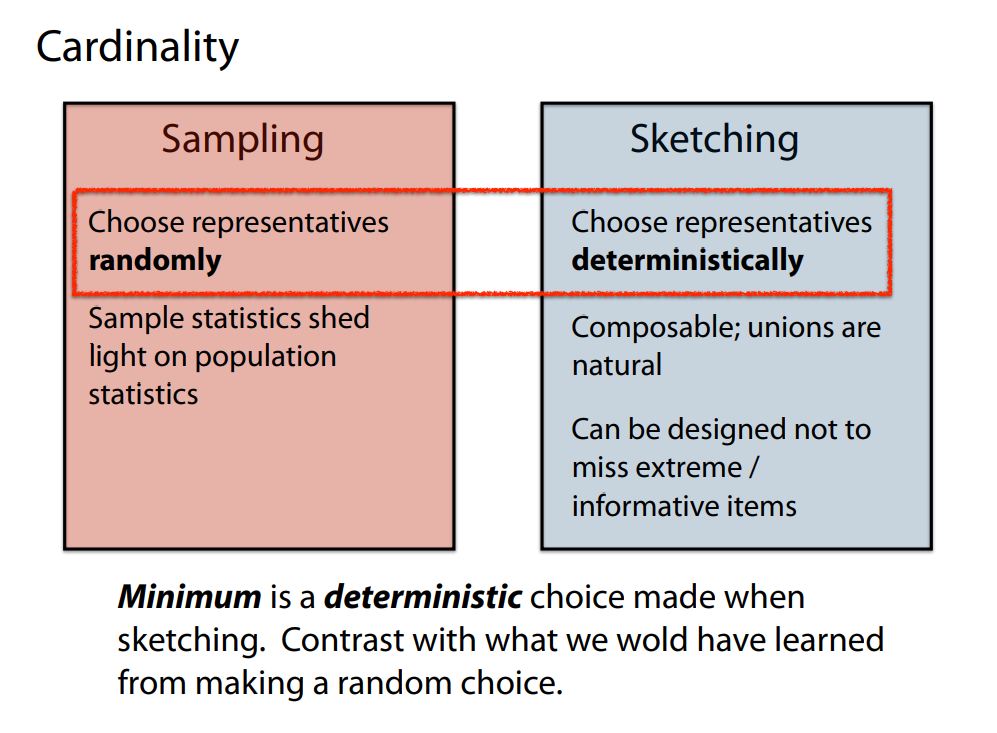 Cardinality
Sampling
Choose representatives
randomly
Sample statistics shed
light on population
statistics
Sketching
Choose representatives
deterministically
Composable; unions are
natural
Can be designed not to
miss extreme /
informative items
Minimum is a deterministic choice made when
sketching.  Contrast with what we wold have learned
from making a random choice.